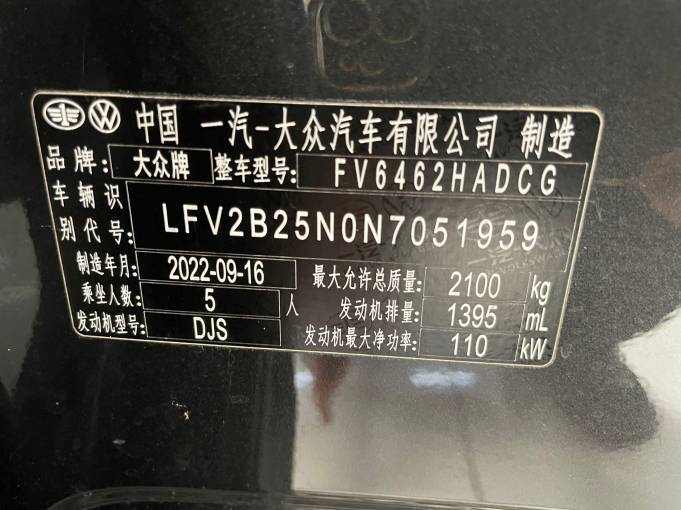 中国 一汽-大众汽车有限公司 制造
品牌: 大众牌 整车型号: FV6462HADCG
车辆识别代号: LFV2B25N0N7051959
制造年月: 2022-09-16 最大允许总质量: 2100 kg
乘坐人数: 5 人 发动机排量: 1395 mL
发动机型号: DJS 发动机最大净功率: 110 kW